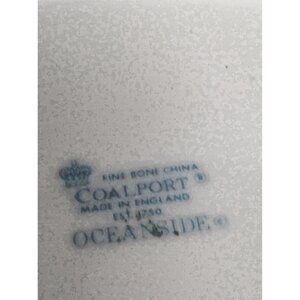 FINE BONE CHINA
COALPORT ®
MADE IN ENGLAND
EST. 1750
OCEANSIDE ®